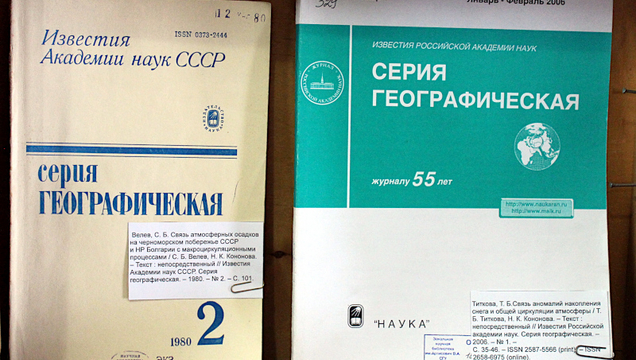 12 80
ISSN 0373-2444
Известия
Академии наук СССР
серия
ГЕОГРАФИЧЕСКАЯ
Велев, С. Б. Связь атмосферных осадков
на черноморском побережье СССР
и НР Болгарии с макроциркуляционными
процессами / С. Б. Велев, Н. К. Кононова.
– Текст : непосредственный // Известия
Академии наук СССР. Серия
географическая. – 1980. – № 2. – С. 101.
1980 2
329
Январь - Февраль 2006
ИЗВЕСТИЯ РОССИЙСКОЙ АКАДЕМИИ НАУК
СЕРИЯ
ГЕОГРАФИЧЕСКАЯ
журналу 55 лет
http://www.naukaran.ru
http://www.maik.ru
"НАУКА"
Титкова, Т. Б.Связь аномалий накопления
снега и общей циркуляции атмосферы / Т.
Б. Титкова, Н. К. Кононова. – Текст :
непосредственный // Известия Российской
академии наук. Серия географическая. –
2006. – № 1. –
С. 35-46. – ISSN 2587-5566 (print)
2658-6975 (online)